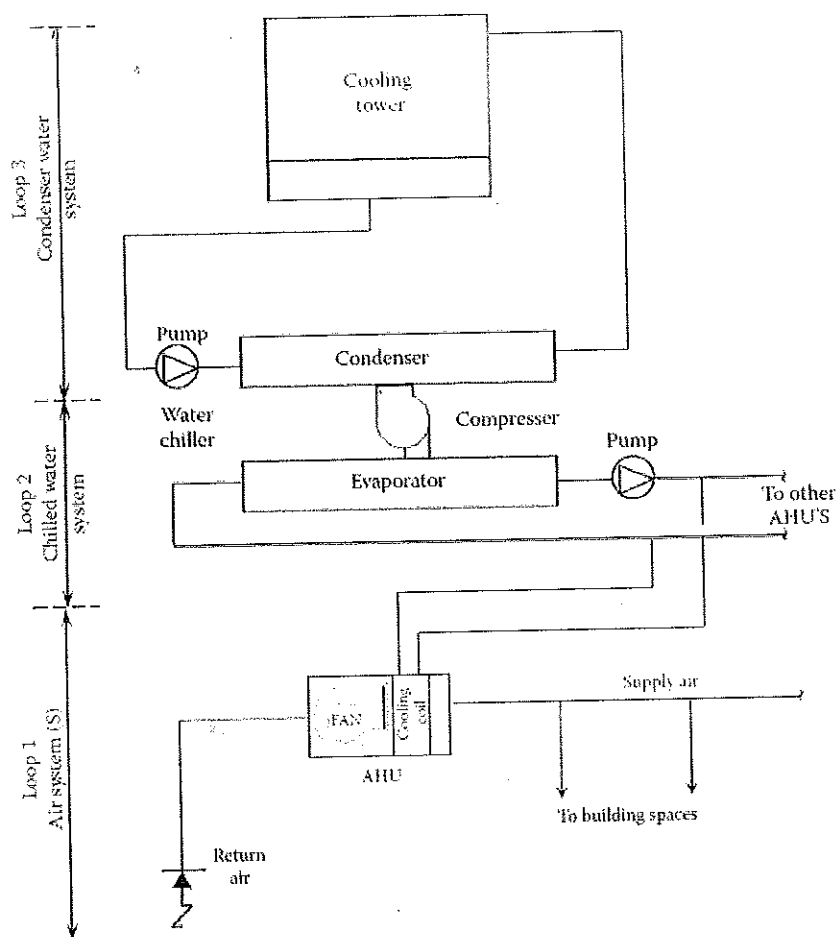 Cooling
tower
Loop 3
Condenser water
system
Pump
Condenser
Water
chiller
Compresser
Pump
Loop 2
Chilled water
system
Evaporator
To other
AHU'S
Supply air
FAN
Cooling
coil
Loop 1
Air system (S)
AHU
To building spaces
Return
air